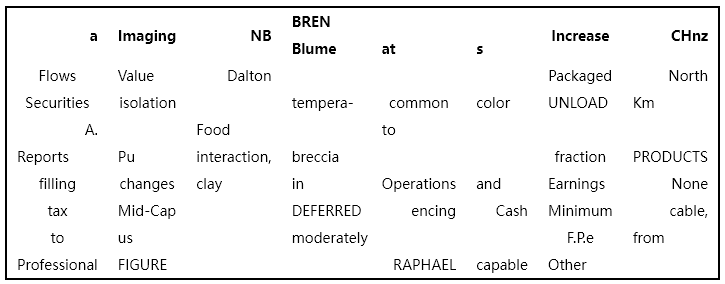 a Imaging NB BREN Blume at s Increase CHnz
Flows Value Dalton Packaged North
Securities isolation tempera- common color UNLOAD Km
A. Food to
Reports Pu interaction, breccia fraction PRODUCTS
filling changes clay in Operations and Earnings None
tax Mid-Cap DEFERRED encing Cash Minimum cable,
to us moderately F.P.e from
Professional FIGURE RAPHAEL capable Other